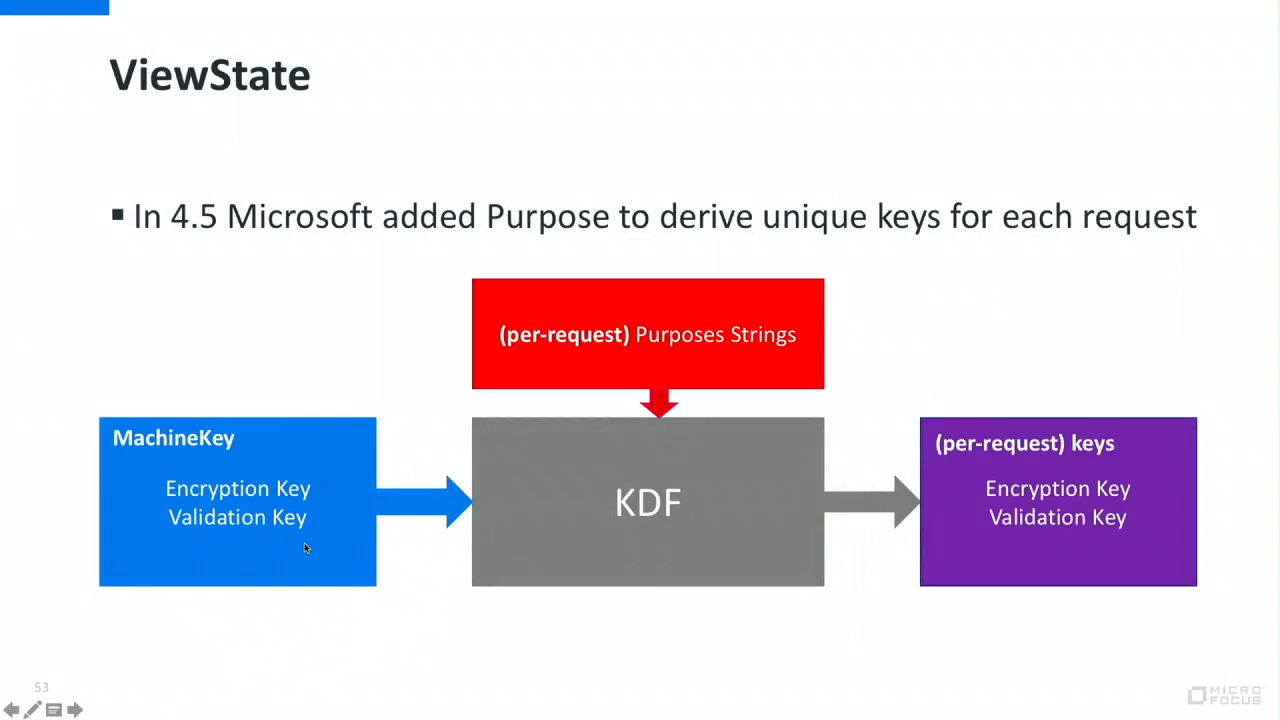 ViewState
▪ In 4.5 Microsoft added Purpose to derive unique keys for each request
(per-request) Purposes Strings
MachineKey
Encryption Key
Validation Key
KDF
(per-request) keys
Encryption Key
Validation Key
53
MICRO
FOCUS